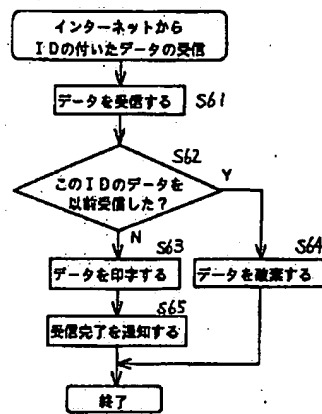 インターネットから
IDの付いたデータの受信
データを受信する
S61
S62
このIDのデータを
以前受信した?
Y
N
S63
データを印字する
S64
データを破棄する
S65
受信完了を通知する
終了